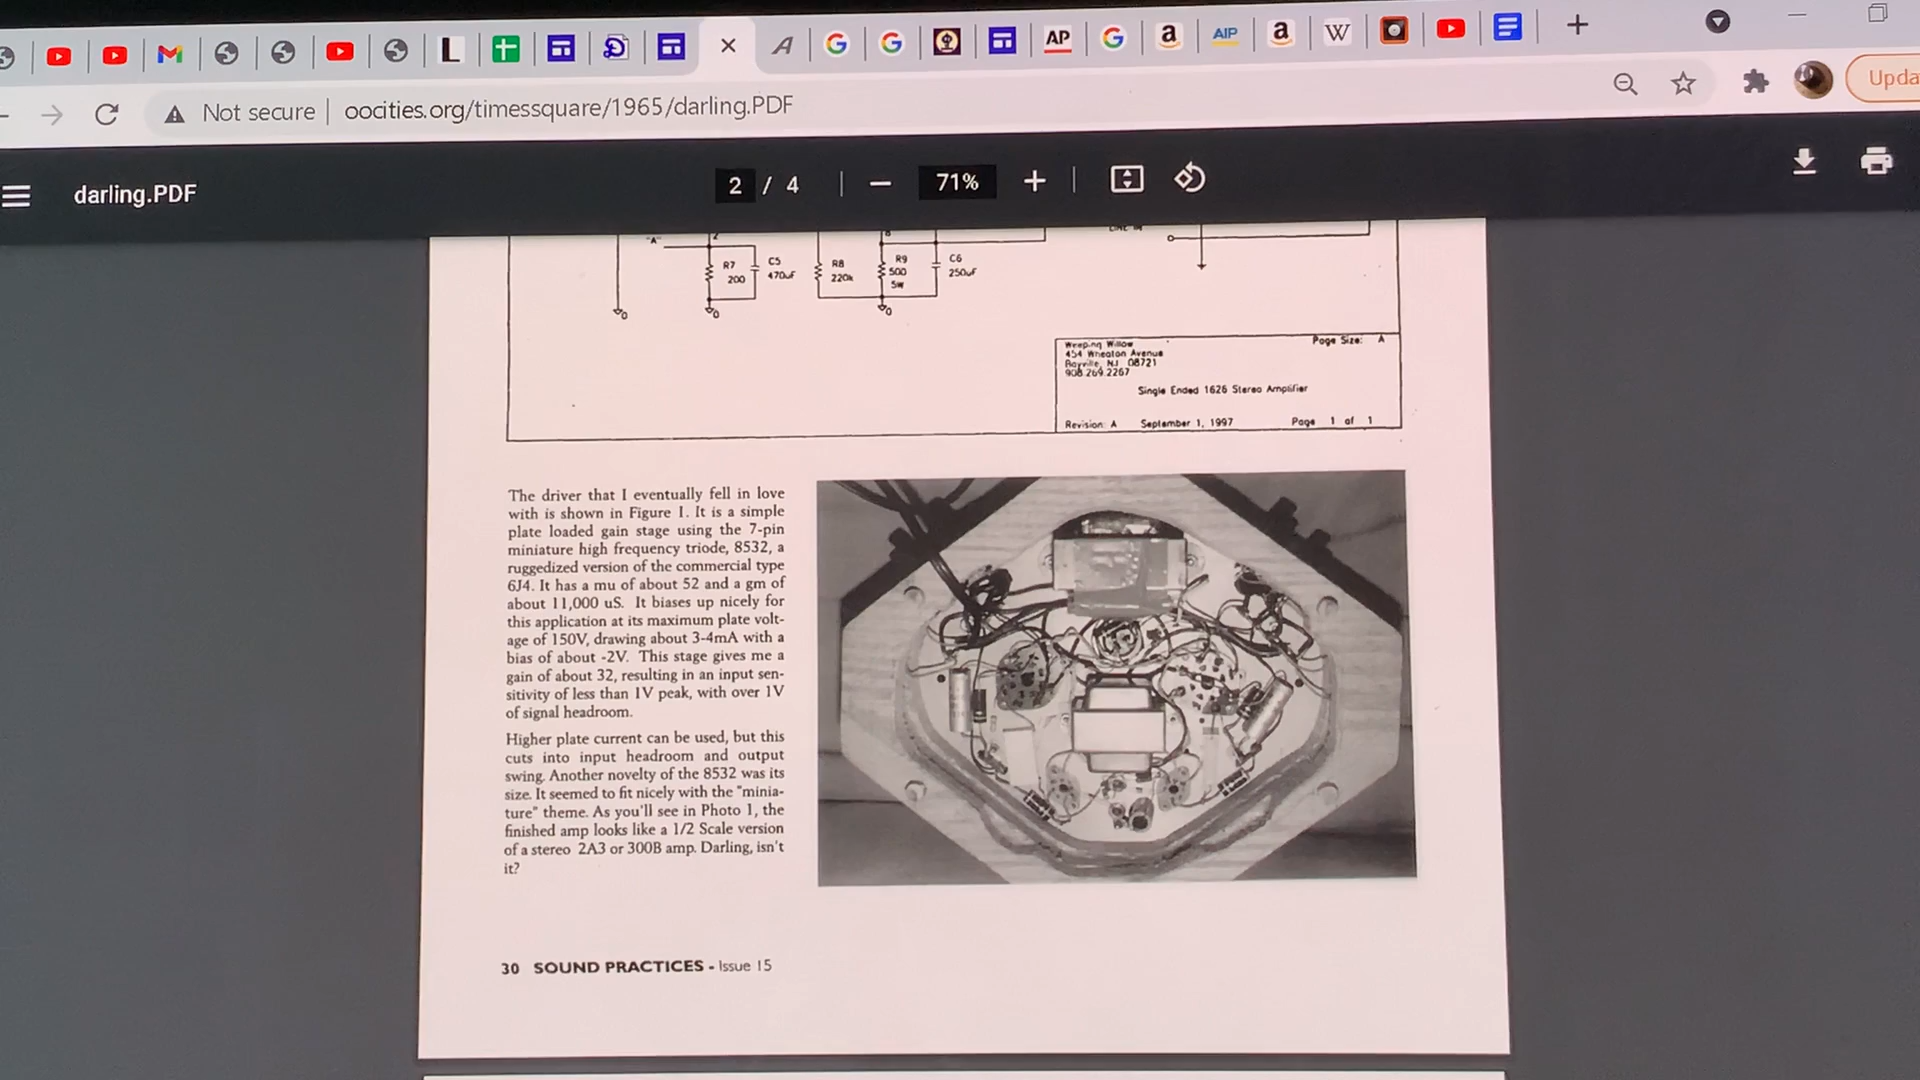 L
A
G
G
AP
G
a
AIP
a
W
Not secure | oocities.org/timessquare/1965/darling.PDF
Upda
darling.PDF
2 / 4
71%
"A"
R7
200
C5
470uF
R8
220k
R9
500
5W
C6
250uF
0
0
0
Weeping Willow
454 Wheaton Avenue
Bayville, NJ 08721
908.269.2267
Page Size: A
Single Ended 1626 Stereo Amplifier
Revision: A September 1, 1997 Page 1 of 1
The driver that I eventually fell in love
with is shown in Figure 1. It is a simple
plate loaded gain stage using the 7-pin
miniature high frequency triode, 8532, a
ruggedized version of the commercial type
6J4. It has a mu of about 52 and a gm of
about 11,000 uS. It biases up nicely for
this application at its maximum plate volt-
age of 150V, drawing about 3-4mA with a
bias of about -2V. This stage gives me a
gain of about 32, resulting in an input sen-
sitivity of less than 1V peak, with over 1V
of signal headroom.
Higher plate current can be used, but this
cuts into input headroom and output
swing. Another novelty of the 8532 was its
size. It seemed to fit nicely with the "minia-
ture" theme. As you'll see in Photo 1, the
finished amp looks like a 1/2 Scale version
of a stereo 2A3 or 300B amp. Darling, isn't
it?
30 SOUND PRACTICES - Issue 15